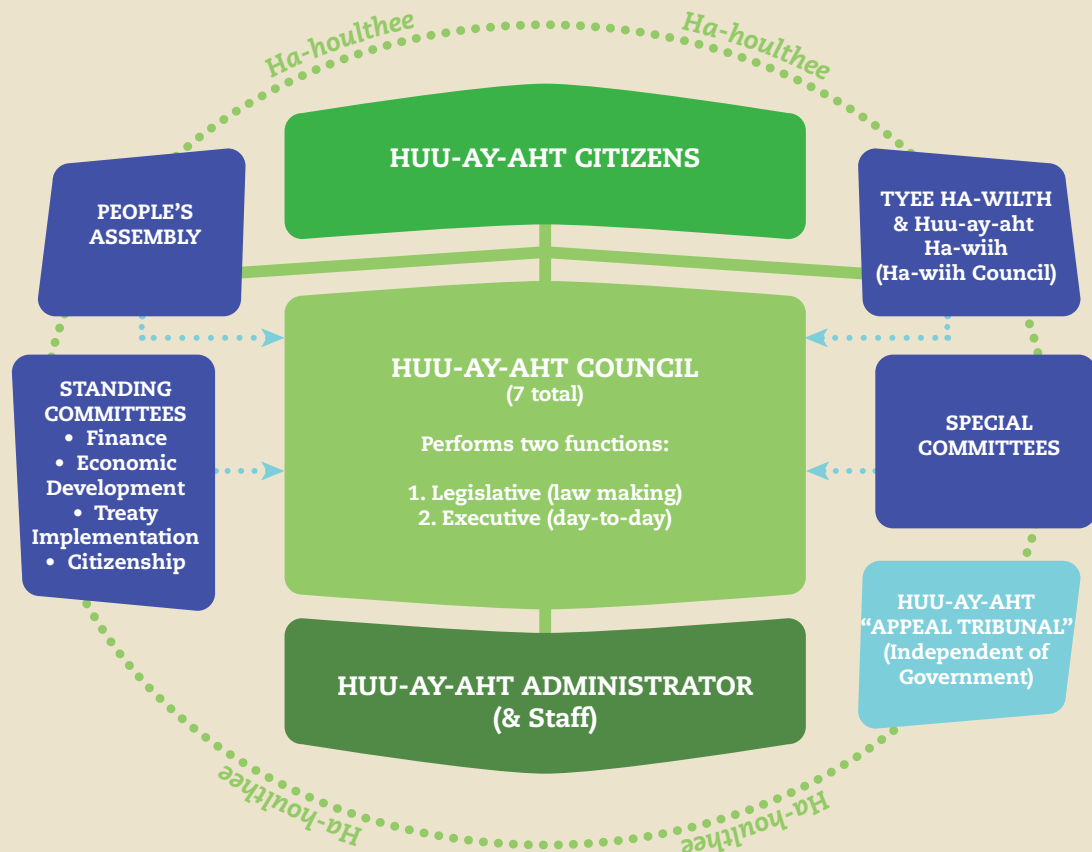 Ha-houlthee
Ha-houlthee
HUU-AY-AHT CITIZENS
PEOPLE'S
ASSEMBLY
TYEE HA-WILTH
& Huu-ay-aht
Ha-wiih
(Ha-wiih Council)
HUU-AY-AHT COUNCIL
(7 total)
Performs two functions:
1. Legislative (law making)
2. Executive (day-to-day)
STANDING
COMMITTEES
• Finance
• Economic
Development
• Treaty
Implementation
• Citizenship
SPECIAL
COMMITTEES
HUU-AY-AHT
“APPEAL TRIBUNAL”
(Independent of
Government)
HUU-AY-AHT ADMINISTRATOR
(& Staff)
Ha-houlthee
Ha-houlthee